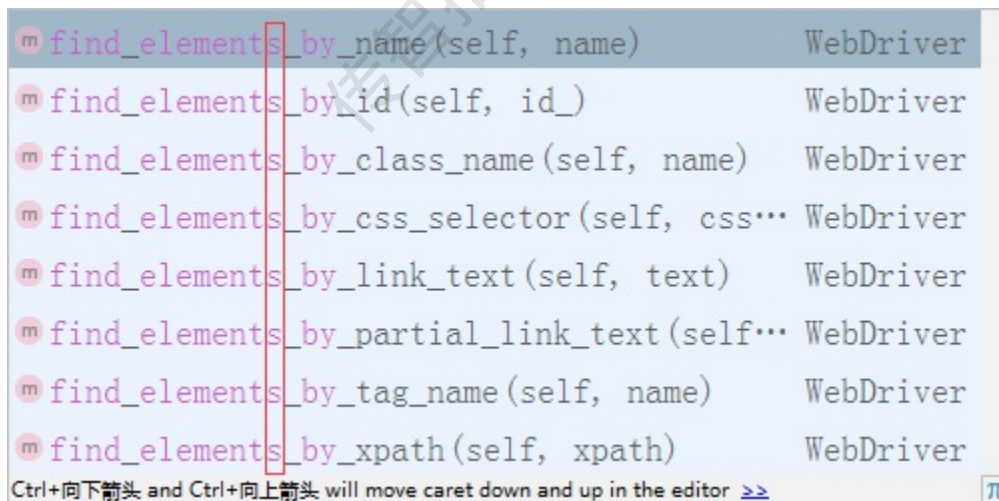 m find_elements_by_name(self, name) WebDriver
m find_elements_by_id(self, id_) WebDriver
m find_elements_by_class_name(self, name) WebDriver
m find_elements_by_css_selector(self, css… WebDriver
m find_elements_by_link_text(self, text) WebDriver
m find_elements_by_partial_link_text(self… WebDriver
m find_elements_by_tag_name(self, name) WebDriver
m find_elements_by_xpath(self, xpath) WebDriver
Ctrl+向下箭头 and Ctrl+向上箭头 will move caret down and up in the editor >> π
传智